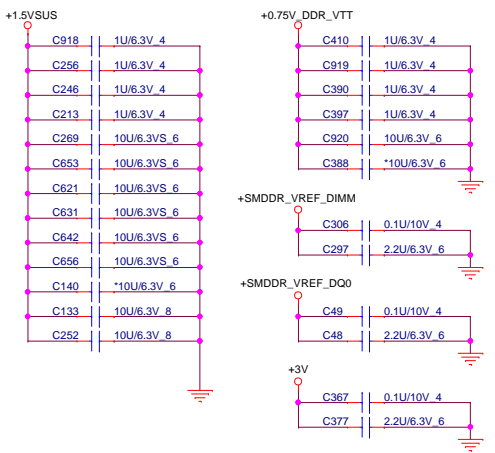 +1.5VSUS
C918 1U/6.3V_4
C256 1U/6.3V_4
C246 1U/6.3V_4
C213 1U/6.3V_4
C269 10U/6.3VS_6
C653 10U/6.3VS_6
C621 10U/6.3VS_6
C631 10U/6.3VS_6
C642 10U/6.3VS_6
C656 10U/6.3VS_6
C140 *10U/6.3V_6
C133 10U/6.3V_8
C252 10U/6.3V_8
+0.75V_DDR_VTT
C410 1U/6.3V_4
C919 1U/6.3V_4
C390 1U/6.3V_4
C397 1U/6.3V_4
C920 10U/6.3V_6
C388 *10U/6.3V_6
+SMDDR_VREF_DIMM
C306 0.1U/10V_4
C297 2.2U/6.3V_6
+SMDDR_VREF_DQ0
C49 0.1U/10V_4
C48 2.2U/6.3V_6
+3V
C367 0.1U/10V_4
C377 2.2U/6.3V_6